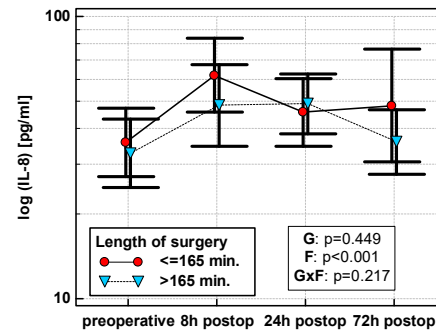 100
log (IL-8) [pg/ml]
Length of surgery
<=165 min.
>165 min.
G: p=0.449
F: p<0.001
GxF: p=0.217
10
preoperative 8h postop 24h postop 72h postop